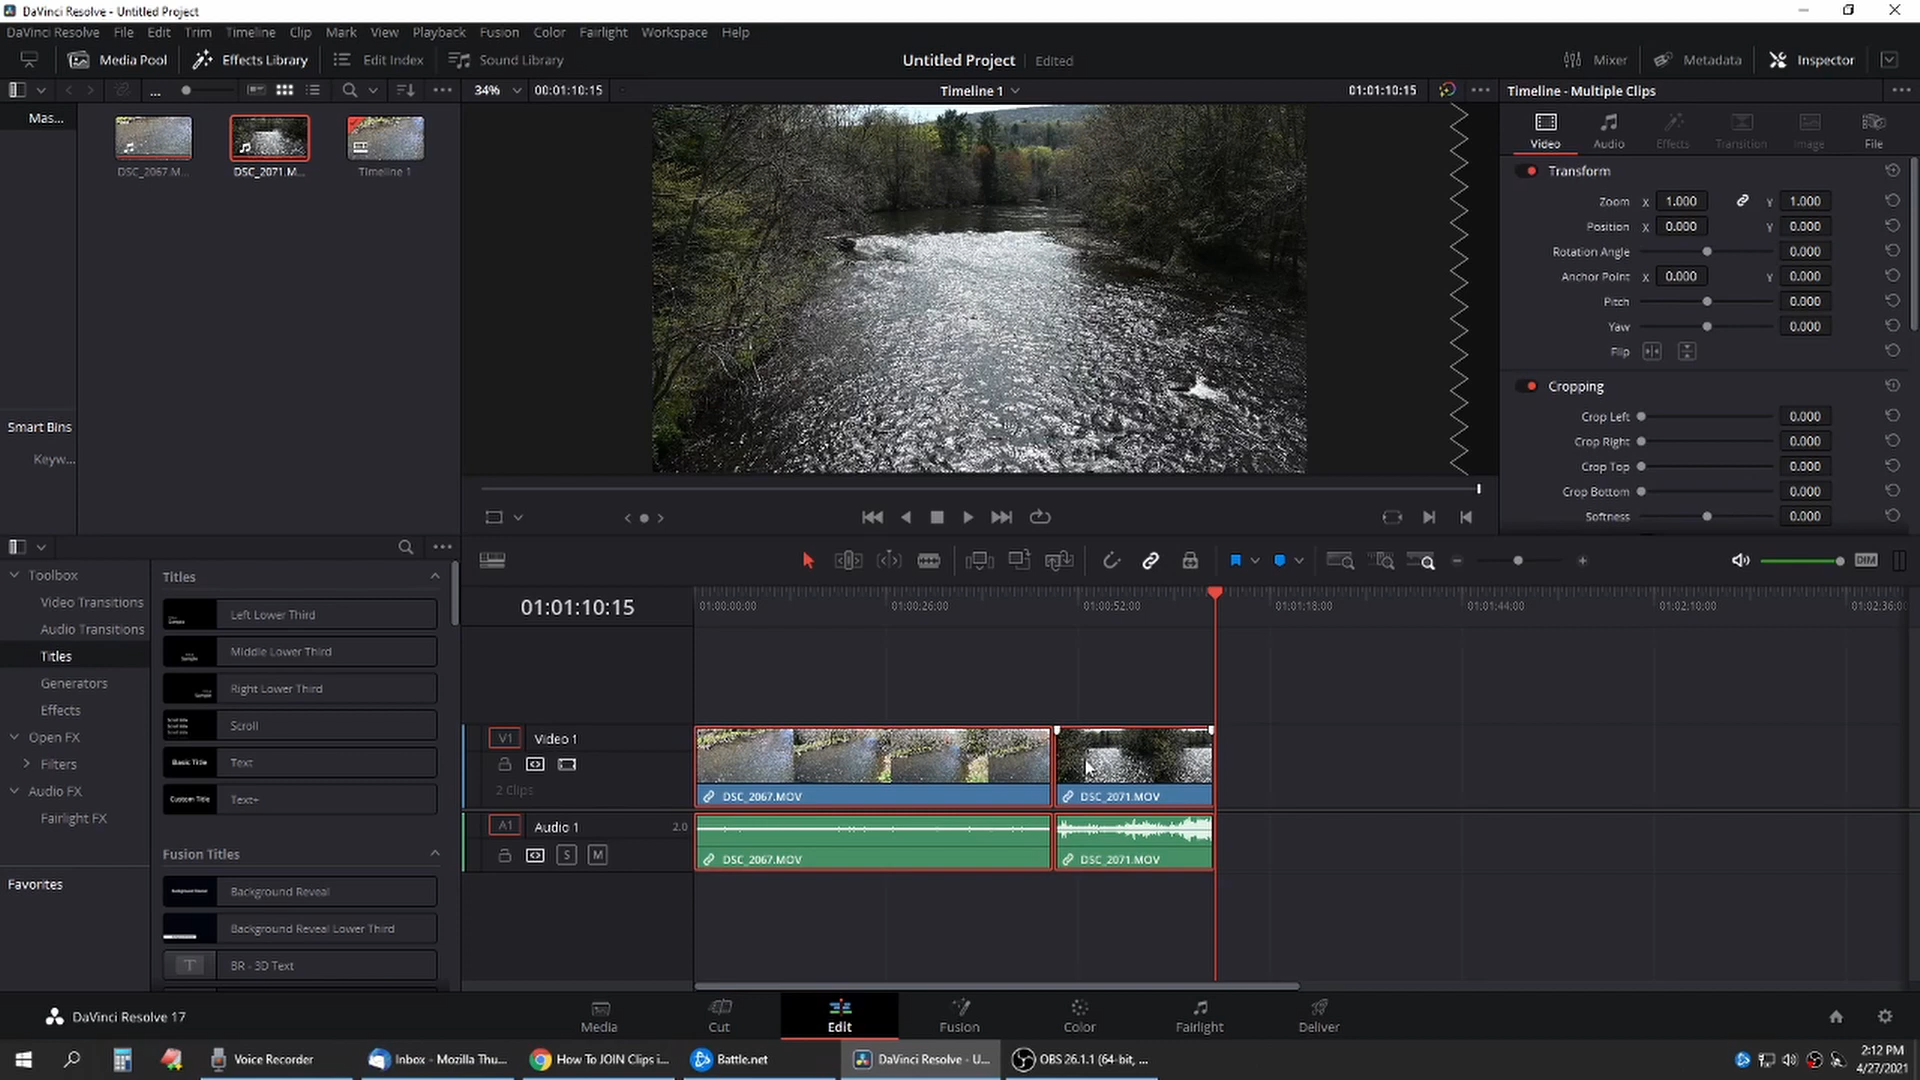 DaVinci Resolve - Untitled Project
DaVinci Resolve File Edit Trim Timeline Clip Mark View Playback Fusion Color Fairlight Workspace Help
Media Pool Effects Library Edit Index Sound Library Untitled Project Edited Mixer Metadata Inspector
... 34% 00:01:10:15 Timeline 1 01:01:10:15 Timeline - Multiple Clips
Mas...
DSC_2067.M... DSC_2071.M... Timeline 1
Video Audio Effects Transition Image File
Transform
Zoom X 1.000 Y 1.000
Position X 0.000 Y 0.000
Rotation Angle 0.000
Anchor Point X 0.000 Y 0.000
Pitch 0.000
Yaw 0.000
Flip
Cropping
Crop Left 0.000
Crop Right 0.000
Crop Top 0.000
Crop Bottom 0.000
Softness 0.000
Smart Bins
Keyw...
Toolbox
Video Transitions
Audio Transitions
Titles
Generators
Effects
Open FX
Filters
Audio FX
Fairlight FX
Favorites
Titles
Left Lower Third
Middle Lower Third
Right Lower Third
Scroll
Basic Title Text
Custom Title Text+
Fusion Titles
Background Reveal
Background Reveal Lower Third
T BR - 3D Text
DIM
01:01:10:15 01:00:00:00 01:00:26:00 01:00:52:00 01:01:18:00 01:01:44:00 01:02:10:00 01:02:36:0
V1 Video 1
2 Clips
DSC_2067.MOV DSC_2071.MOV
A1 Audio 1 2.0
S M
DSC_2067.MOV DSC_2071.MOV
DaVinci Resolve 17
Media Cut Edit Fusion Color Fairlight Deliver
Voice Recorder Inbox - Mozilla Thu... How To JOIN Clips i... Battle.net DaVinci Resolve - U... OBS 26.1.1 (64-bit, ...
2:12 PM
4/27/2021